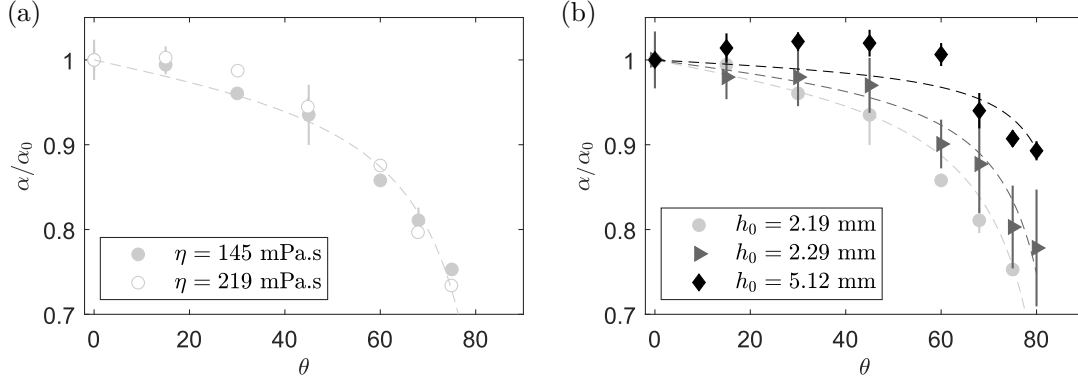 (a)
1
0.9
0.8
0.7
α/α₀
0 20 40 60 80
θ
η = 145 mPa.s
η = 219 mPa.s
(b)
1
0.9
0.8
0.7
α/α₀
0 20 40 60 80
θ
h₀ = 2.19 mm
h₀ = 2.29 mm
h₀ = 5.12 mm